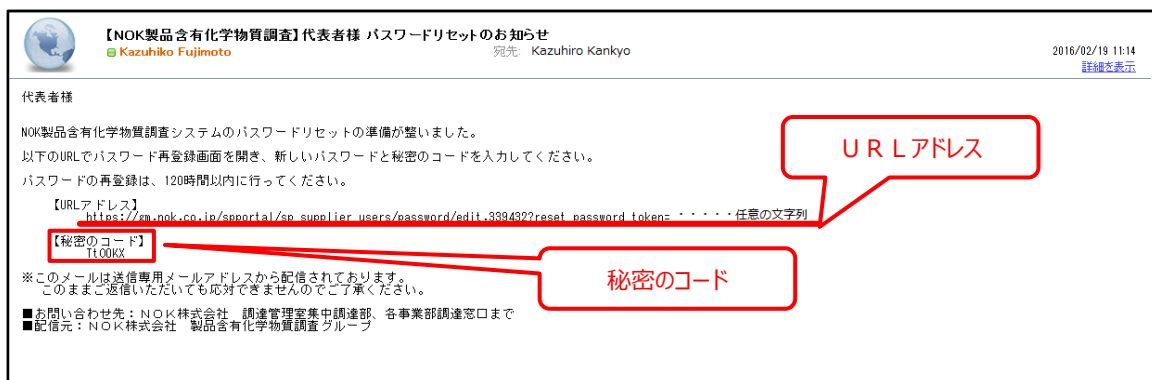 【NOK製品含有化学物質調査】代表者様 パスワードリセットのお知らせ
Kazuhiko Fujimoto 宛先: Kazuhiro Kankyo
2016/02/19 11:14
詳細を表示
代表者様
NOK製品含有化学物質調査システムのパスワードリセットの準備が整いました。
以下のURLでパスワード再登録画面を開き、新しいパスワードと秘密のコードを入力してください。
パスワードの再登録は、120時間以内に行ってください。
URLアドレス
【URLアドレス】
https://gm.nok.co.jp/spportal/sp_supplier_users/password/edit.339432?reset_password_token= ・・・・・任意の文字列
【秘密のコード】
TtOOKX
秘密のコード
※このメールは送信専用メールアドレスから配信されております。
このままご返信いただいても応対できませんのでご了承ください。
■お問い合わせ先：ＮＯＫ株式会社 調達管理室集中調達部、各事業部調達窓口まで
■配信元：ＮＯＫ株式会社 製品含有化学物質調査グループ